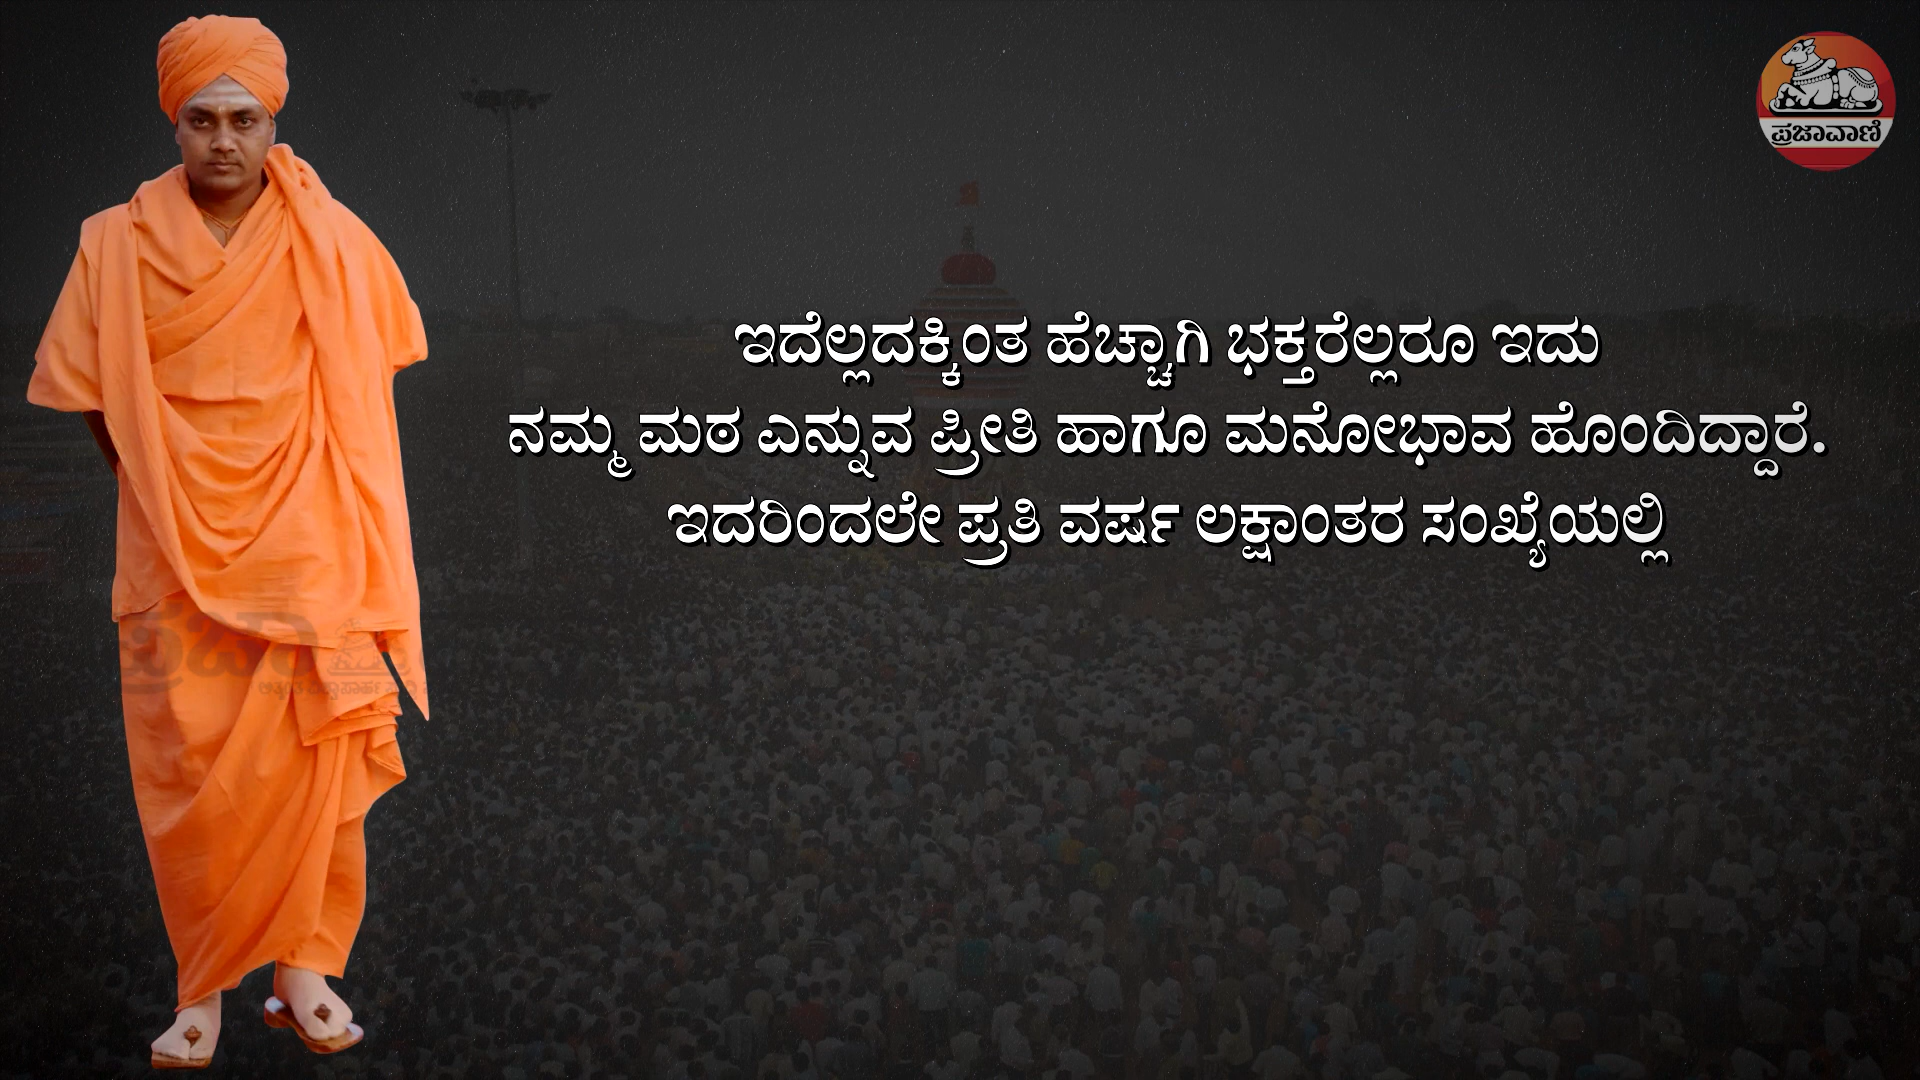 ಪ್ರಜಾವಾಣಿ
ಇದೆಲ್ಲದಕ್ಕಿಂತ ಹೆಚ್ಚಾಗಿ ಭಕ್ತರೆಲ್ಲರೂ ಇದು
ನಮ್ಮ ಮಠ ಎನ್ನುವ ಪ್ರೀತಿ ಹಾಗೂ ಮನೋಭಾವ ಹೊಂದಿದ್ದಾರೆ.
ಇದರಿಂದಲೇ ಪ್ರತಿ ವರ್ಷ ಲಕ್ಷಾಂತರ ಸಂಖ್ಯೆಯಲ್ಲಿ